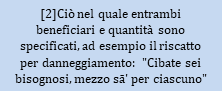 [2]Ciò nel quale entrambi
beneficiari e quantità sono
specificati, ad esempio il riscatto
per danneggiamento: "Cibate sei
bisognosi, mezzo sā' per ciascuno"